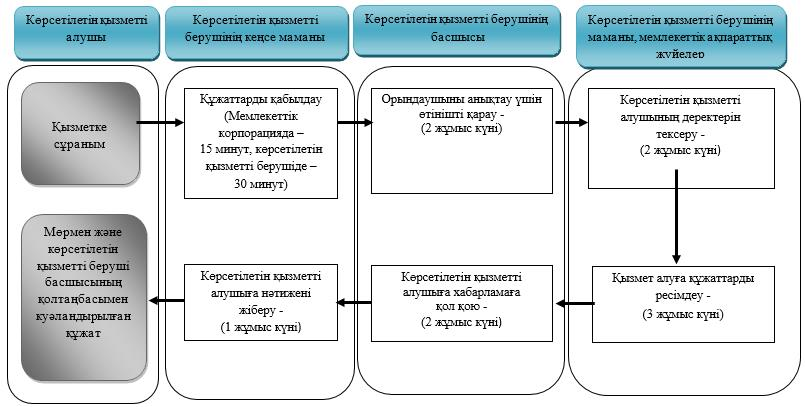 Көрсетілетін қызметті
алушы
Көрсетілетін қызметті
берушінің кеңсе маманы
Көрсетілетін қызметті берушінің
басшысы
Көрсетілетін қызметті берушінің
маманы, мемлекеттік ақпараттық
жүйелер
Қызметке
сұраным
Құжаттарды қабылдау
(Мемлекеттік
корпорацияда –
15 минут, көрсетілетін
қызметті берушіде –
30 минут)
Орындаушыны анықтау үшін
өтінішті қарау -
(2 жұмыс күні)
Көрсетілетін қызметті
алушының деректерін
тексеру -
(2 жұмыс күні)
Мөрмен және
көрсетілетін
қызметті беруші
басшысының
қолтаңбасымен
куәландырылған
құжат
Көрсетілетін қызметті
алушыға нәтижені
жіберу -
(1 жұмыс күні)
Көрсетілетін қызметті
алушыға хабарламаға
қол қою -
(2 жұмыс күні)
Қызмет алуға құжаттарды
ресімдеу -
(3 жұмыс күні)